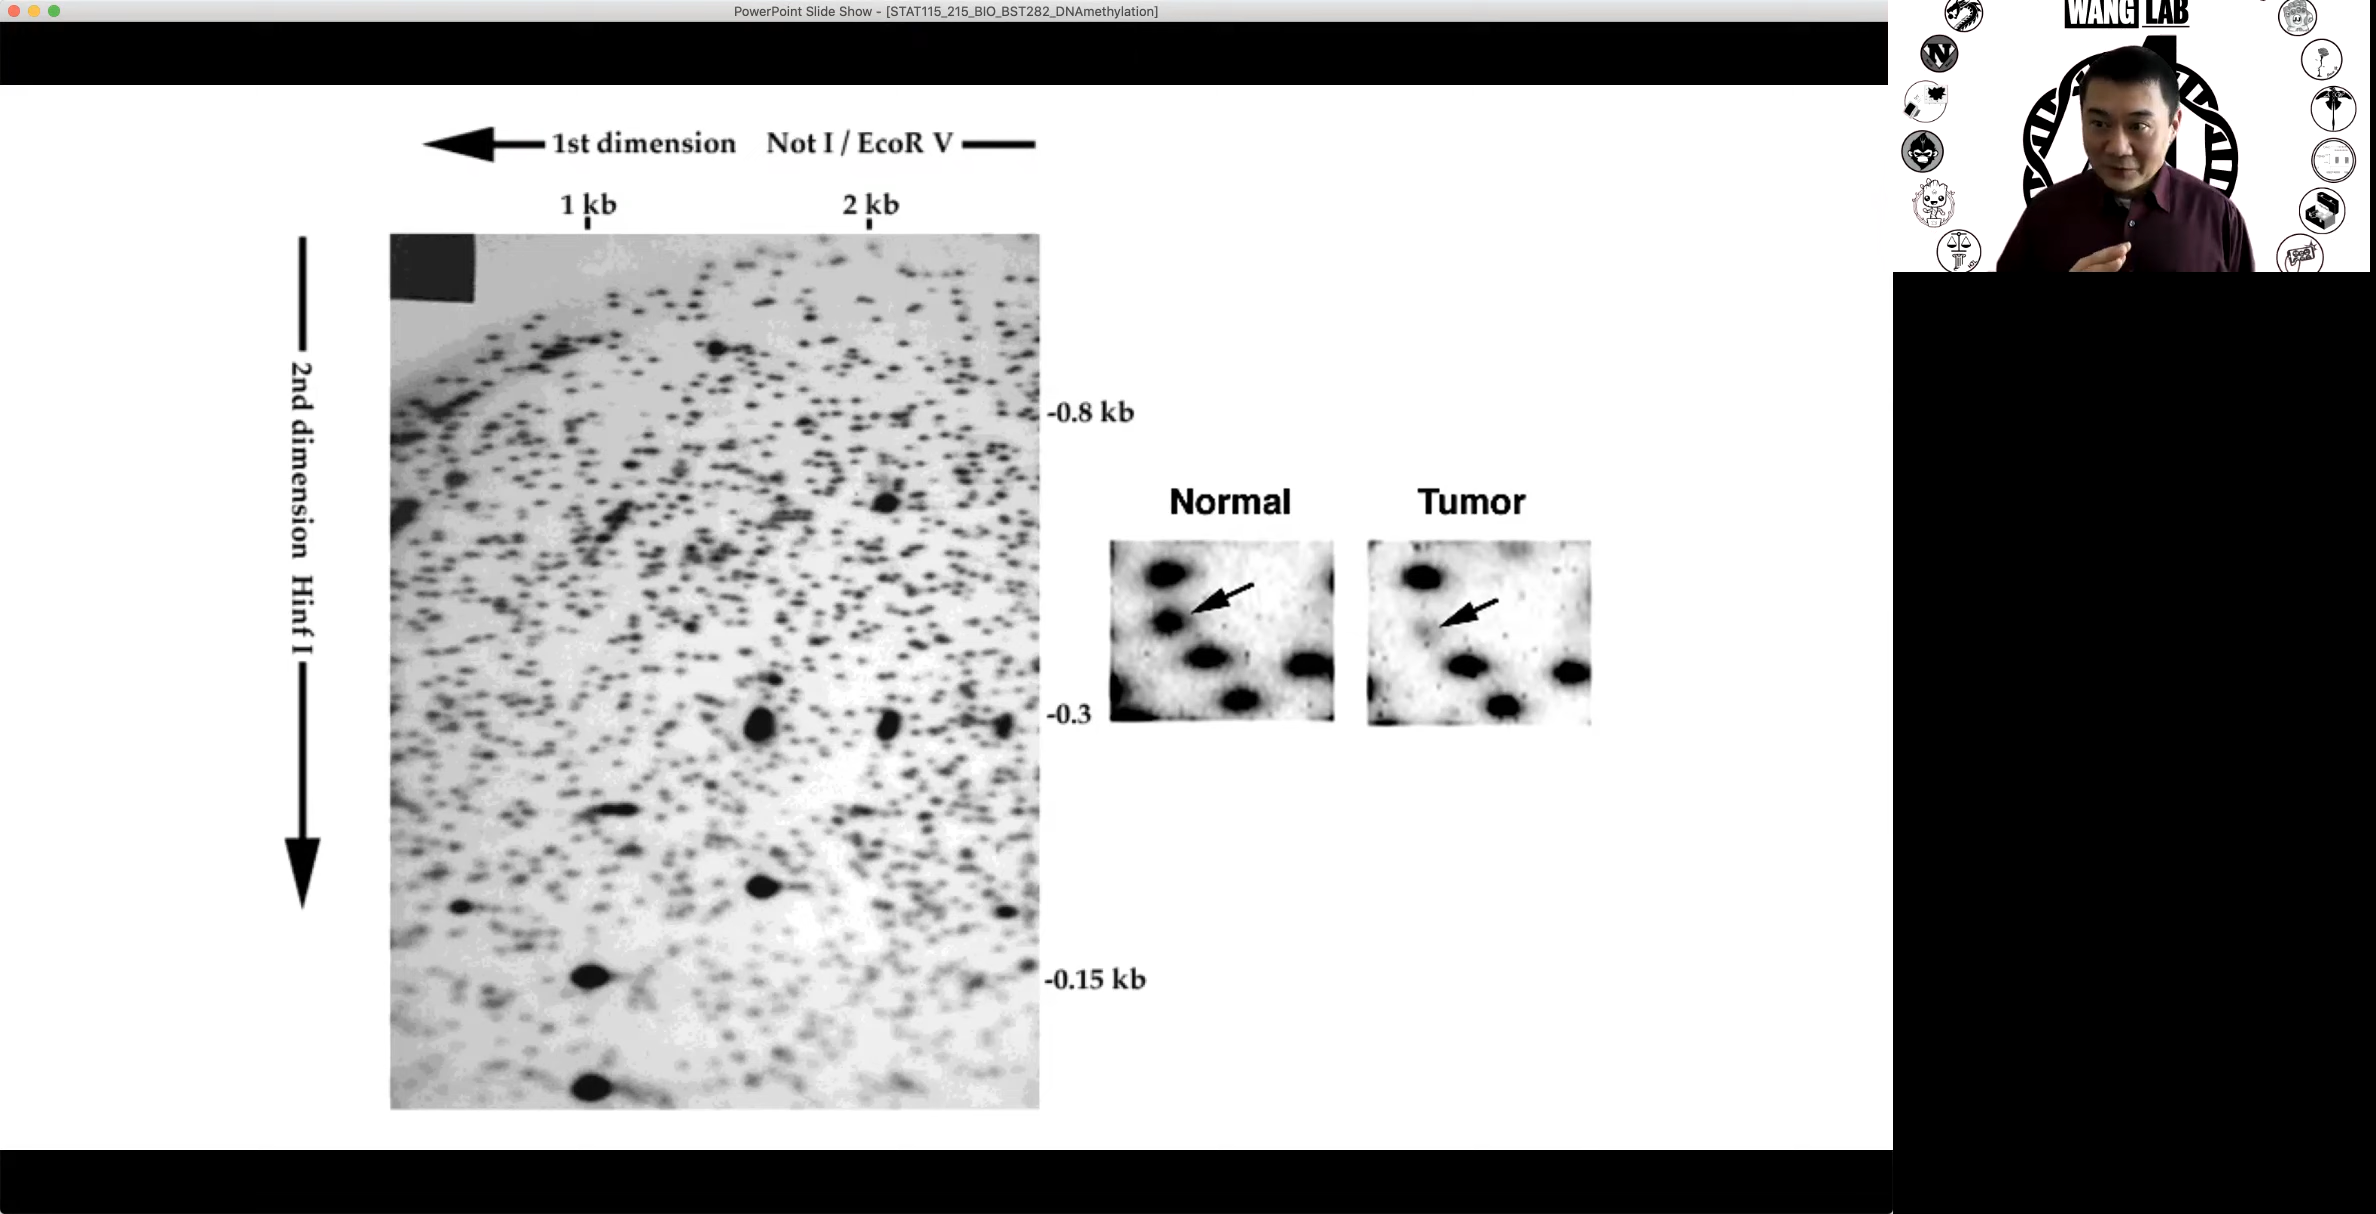 PowerPoint Slide Show - [STAT115_215_BIO_BST282_DNAmethylation]
WANG LAB
N
1st dimension Not I / EcoR V
1 kb 2 kb
2nd dimension Hinf I
-0.8 kb
-0.3
-0.15 kb
Normal Tumor